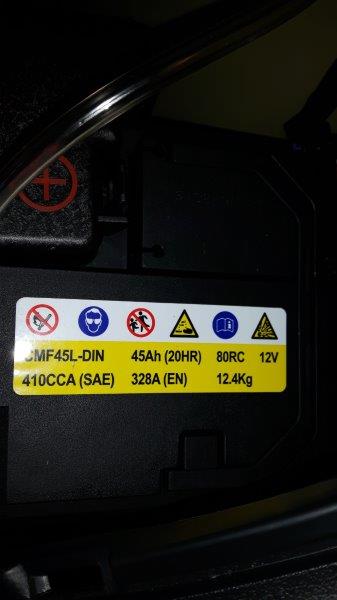 CMF45L-DIN 45Ah (20HR) 80RC 12V
410CCA (SAE) 328A (EN) 12.4Kg